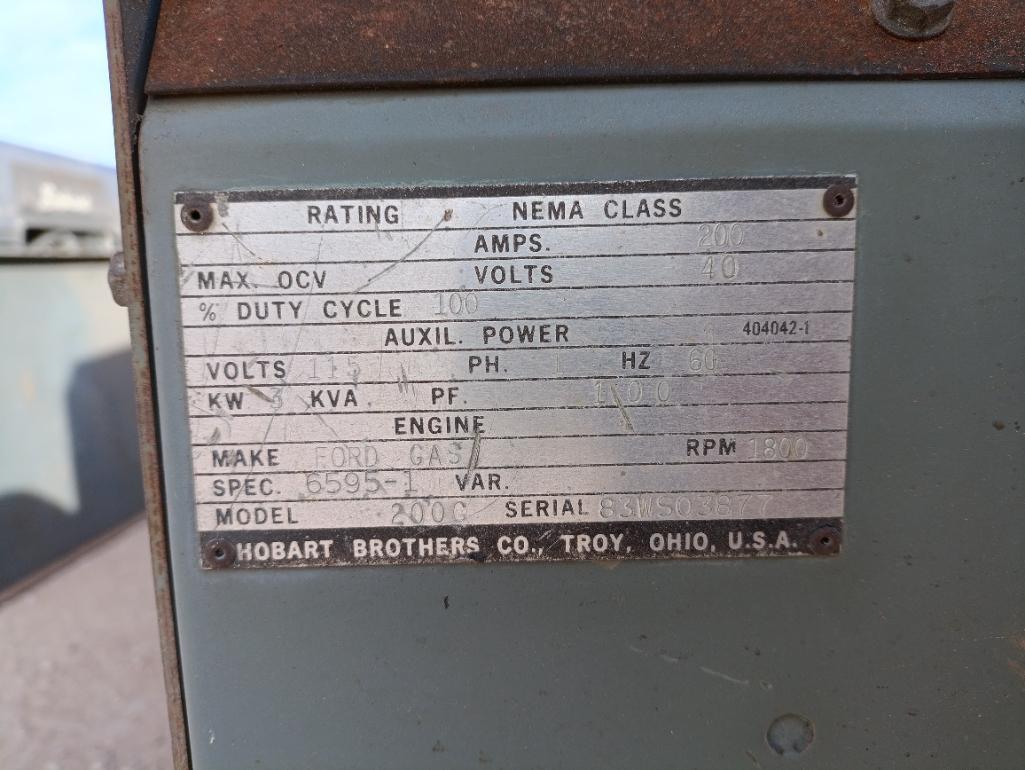 RATING NEMA CLASS
AMPS. 200
MAX. OCV VOLTS 40
% DUTY CYCLE 100
AUXIL. POWER 404042-1
VOLTS 115 PH. 1 HZ 60
KW 3 KVA. PF. 1.00
ENGINE
MAKE FORD GAS RPM 1800
SPEC. 6595-1 VAR.
MODEL 200G SERIAL 83WS03877
HOBART BROTHERS CO., TROY, OHIO, U.S.A.